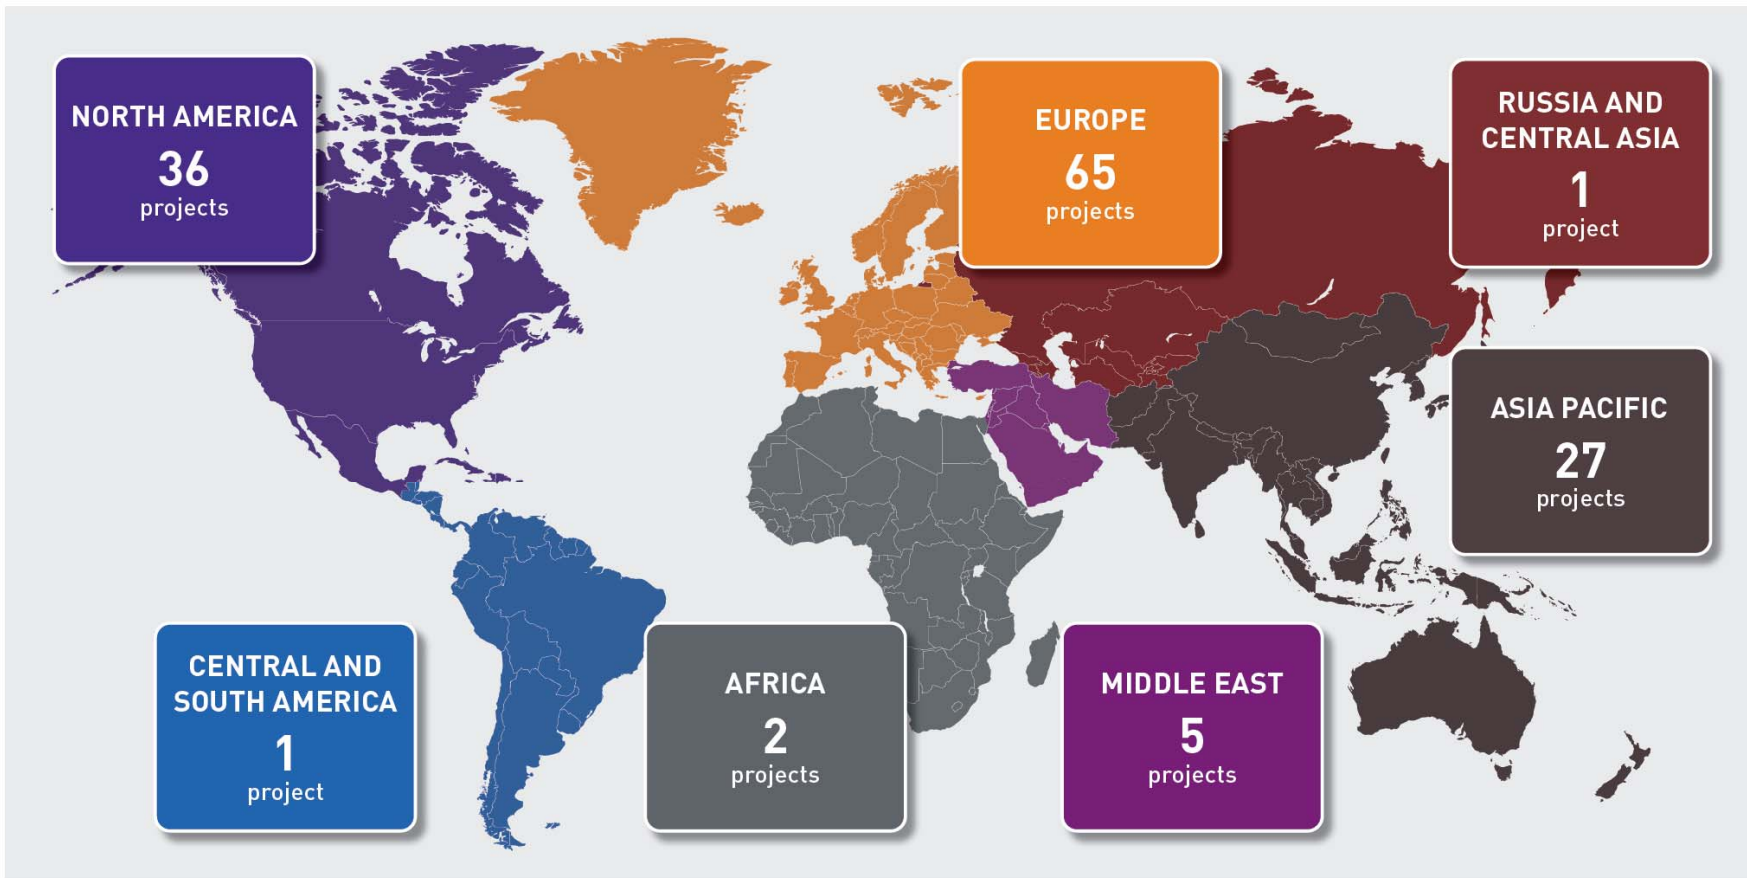 NORTH AMERICA
36
projects
EUROPE
65
projects
RUSSIA AND
CENTRAL ASIA
1
project
ASIA PACIFIC
27
projects
CENTRAL AND
SOUTH AMERICA
1
project
AFRICA
2
projects
MIDDLE EAST
5
projects